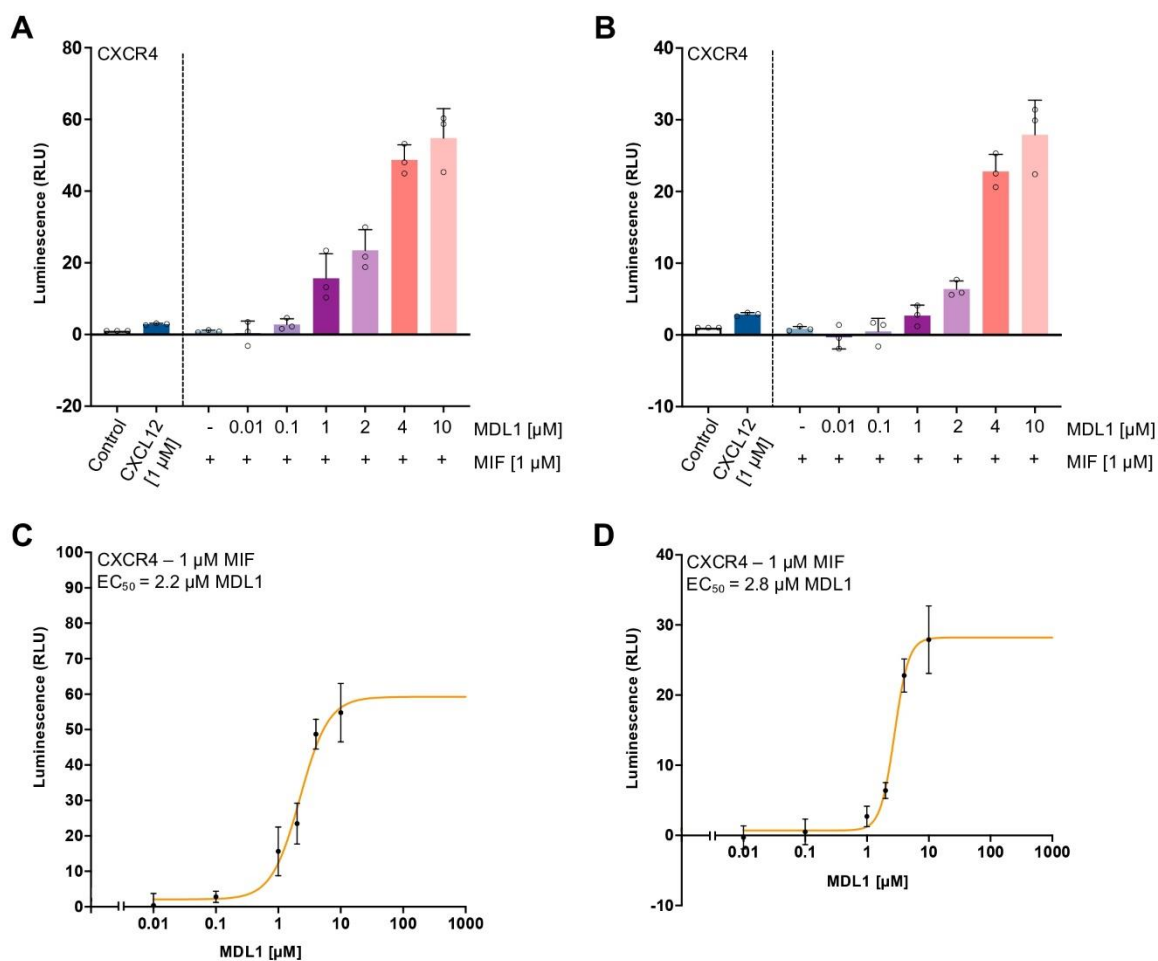 A
CXCR4
Luminescence (RLU)
80
60
40
20
0
-20
Control
CXCL12
[1 µM]
- 0.01 0.1 1 2 4 10 MDL1 [µM]
+ + + + + + + MIF [1 µM]
B
CXCR4
Luminescence (RLU)
40
30
20
10
0
-10
Control
CXCL12
[1 µM]
- 0.01 0.1 1 2 4 10 MDL1 [µM]
+ + + + + + + MIF [1 µM]
C
CXCR4 – 1 µM MIF
EC50 = 2.2 µM MDL1
Luminescence (RLU)
100
90
80
70
60
50
40
30
20
10
0
0.01 0.1 1 10 100 1000
MDL1 [µM]
D
CXCR4 – 1 µM MIF
EC50 = 2.8 µM MDL1
Luminescence (RLU)
40
30
20
10
0
-10
0.01 0.1 1 10 100 1000
MDL1 [µM]